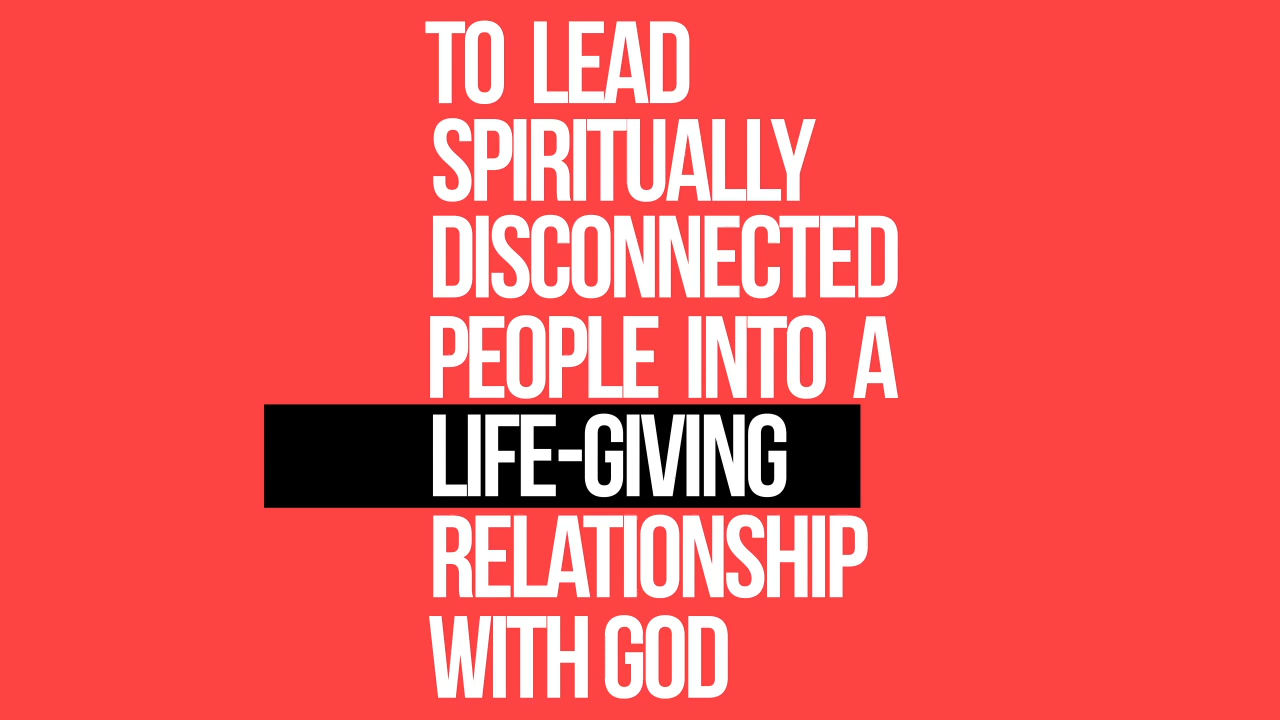 TO LEAD
SPIRITUALLY
DISCONNECTED
PEOPLE INTO A
LIFE-GIVING
RELATIONSHIP
WITH GOD